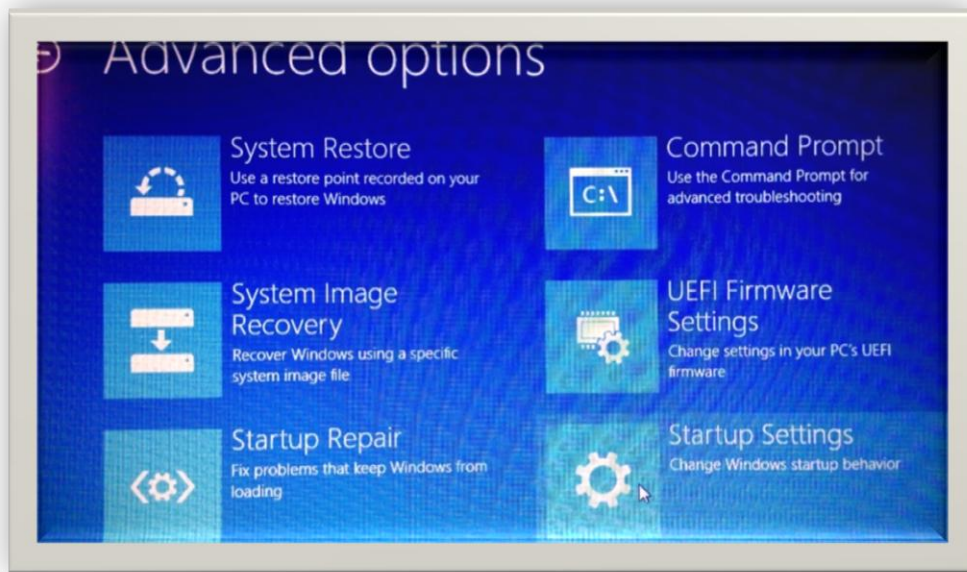 Advanced options
System Restore
Use a restore point recorded on your
PC to restore Windows
System Image
Recovery
Recover Windows using a specific
system image file
Startup Repair
Fix problems that keep Windows from
loading
Command Prompt
Use the Command Prompt for
advanced troubleshooting
C:\
UEFI Firmware
Settings
Change settings in your PC's UEFI
firmware
Startup Settings
Change Windows startup behavior